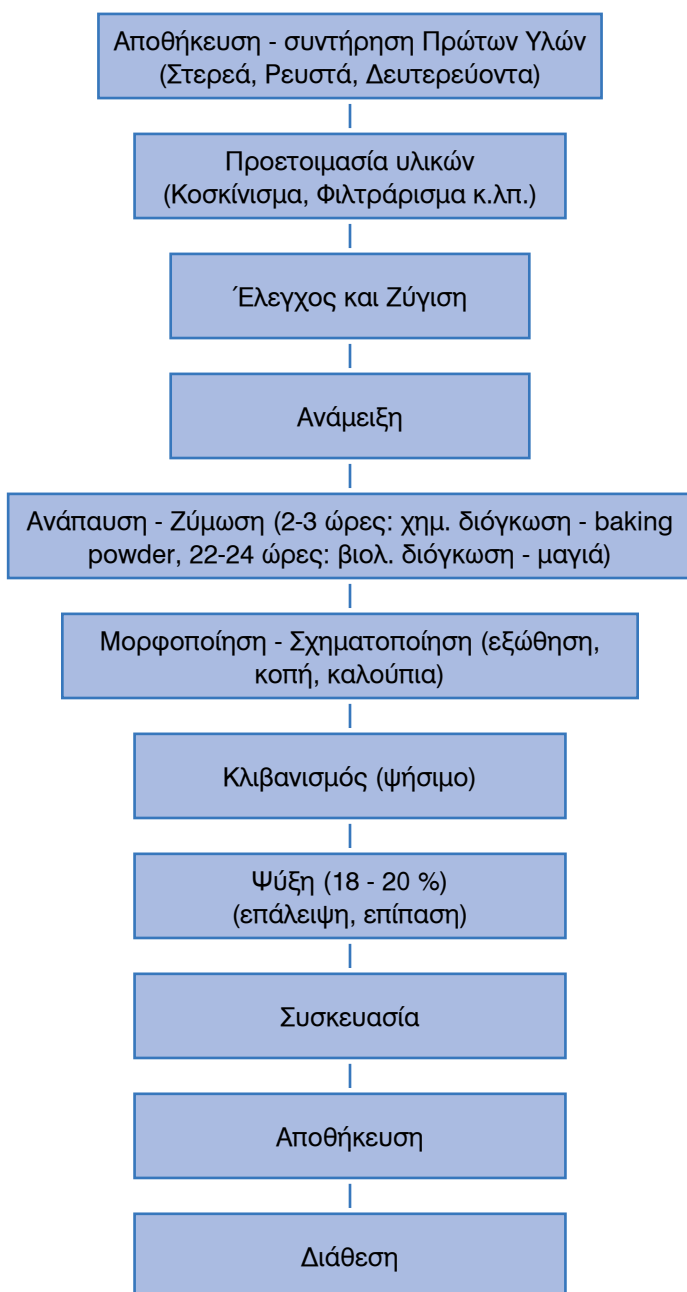 Αποθήκευση - συντήρηση Πρώτων Υλών
(Στερεά, Ρευστά, Δευτερεύοντα)
Προετοιμασία υλικών
(Κοσκίνισμα, Φιλτράρισμα κ.λπ.)
Έλεγχος και Ζύγιση
Ανάμειξη
Ανάπαυση - Ζύμωση (2-3 ώρες: χημ. διόγκωση - baking
powder, 22-24 ώρες: βιολ. διόγκωση - μαγιά)
Μορφοποίηση - Σχηματοποίηση (εξώθηση,
κοπή, καλούπια)
Κλιβανισμός (ψήσιμο)
Ψύξη (18 - 20 %)
(επάλειψη, επίπαση)
Συσκευασία
Αποθήκευση
Διάθεση